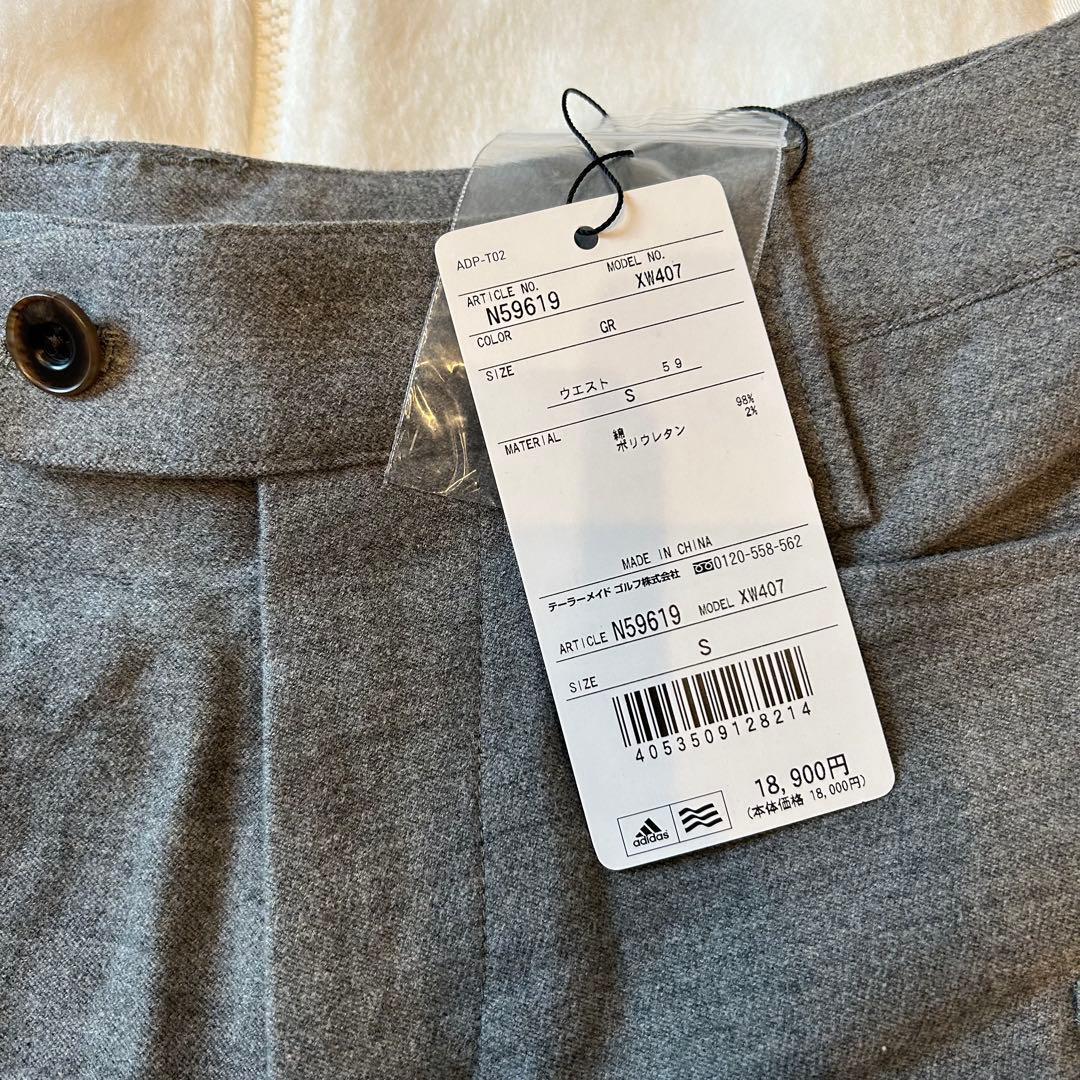 ADP-T02
ARTICLE NO. MODEL NO.
N59619 XW407
COLOR GR
SIZE
ウエスト 59
S
MATERIAL 綿 98%
ポリウレタン 2%
MADE IN CHINA
テーラーメイド ゴルフ株式会社 0120-558-562
ARTICLE N59619 MODEL XW407
SIZE S
4053509128214
18,900円
(本体価格 18,000円)
adidas